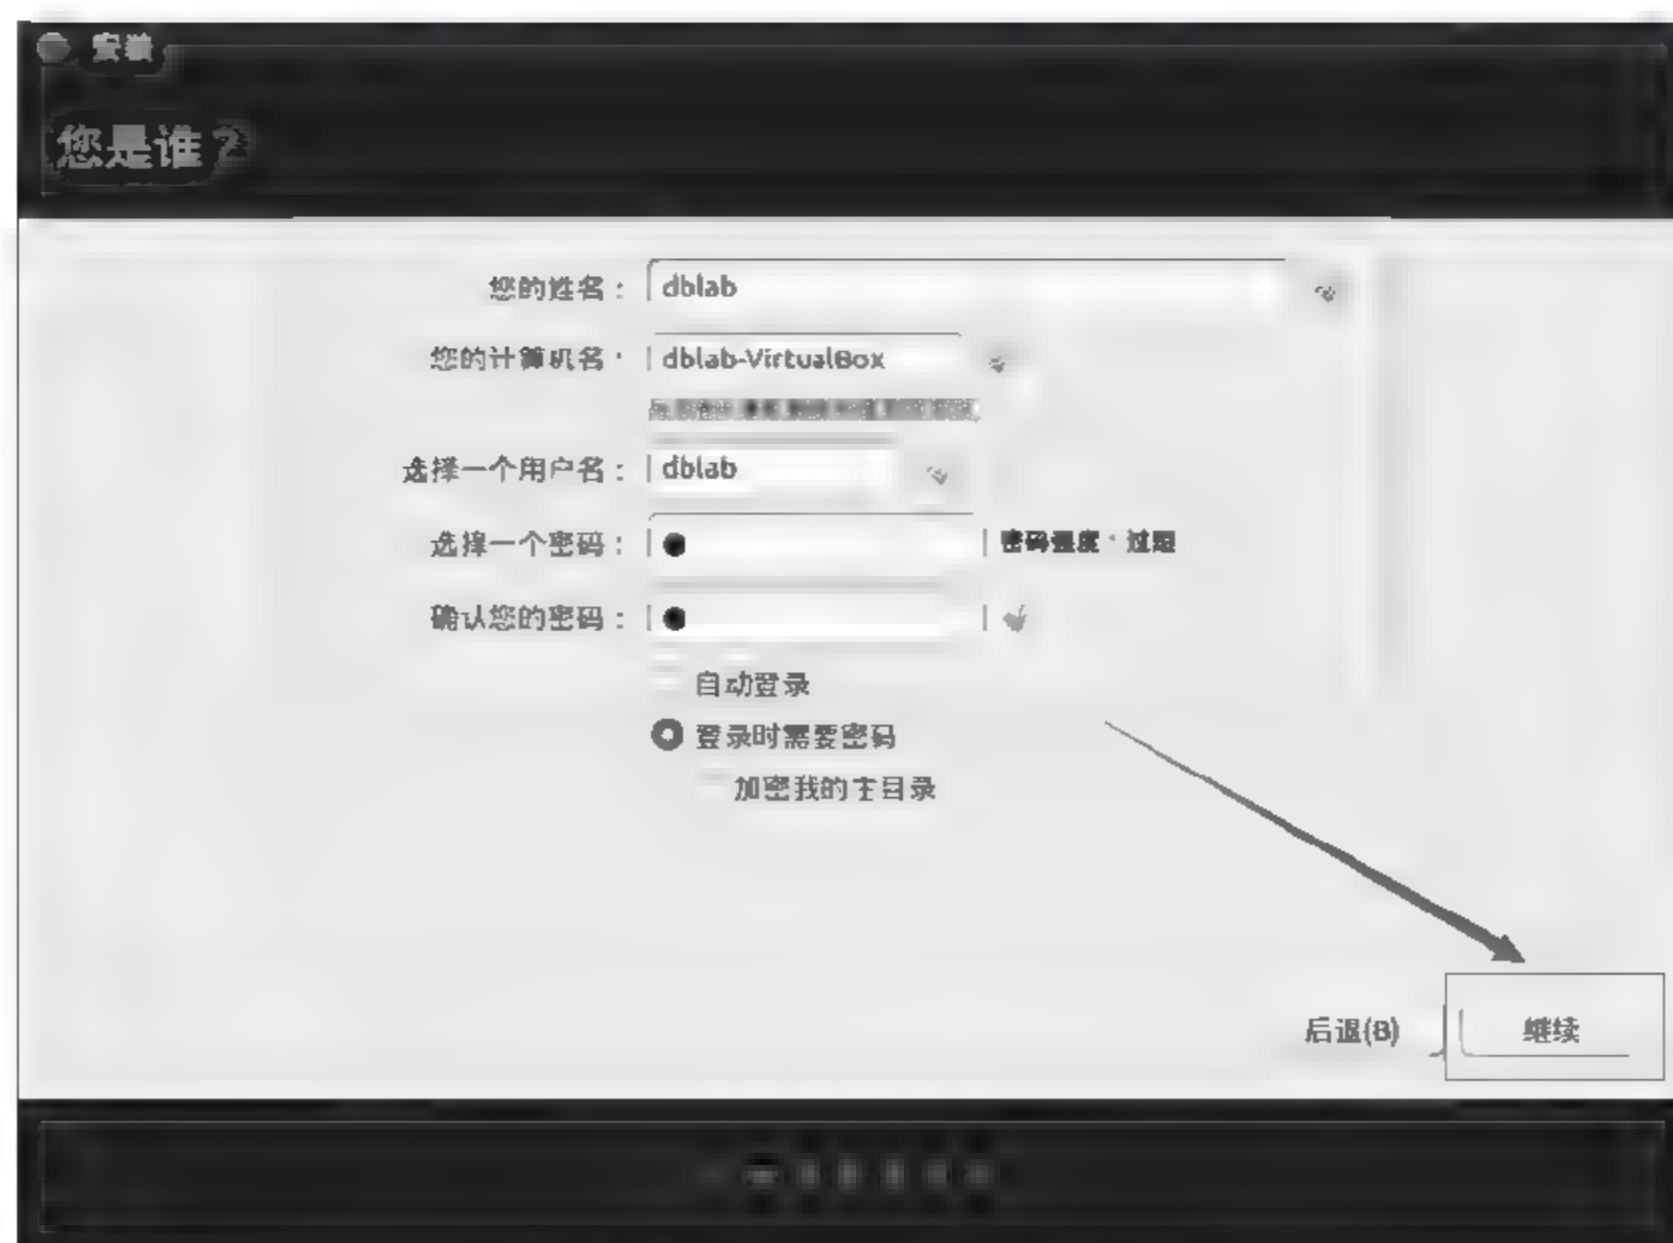 安装
您是谁？
您的姓名： dblab
您的计算机名： dblab-VirtualBox
选择一个用户名： dblab
选择一个密码： ● 密码强度：过短
确认您的密码： ●
自动登录
登录时需要密码
加密我的主目录
后退(B) 继续